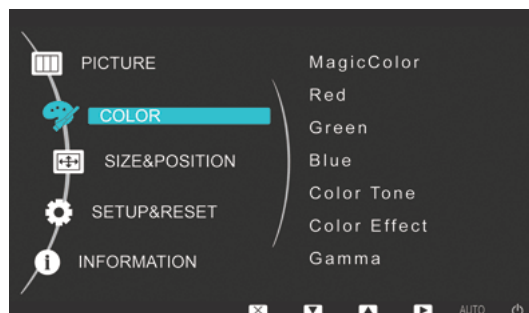 PICTURE
COLOR
SIZE&POSITION
SETUP&RESET
INFORMATION
MagicColor
Red
Green
Blue
Color Tone
Color Effect
Gamma
AUTO